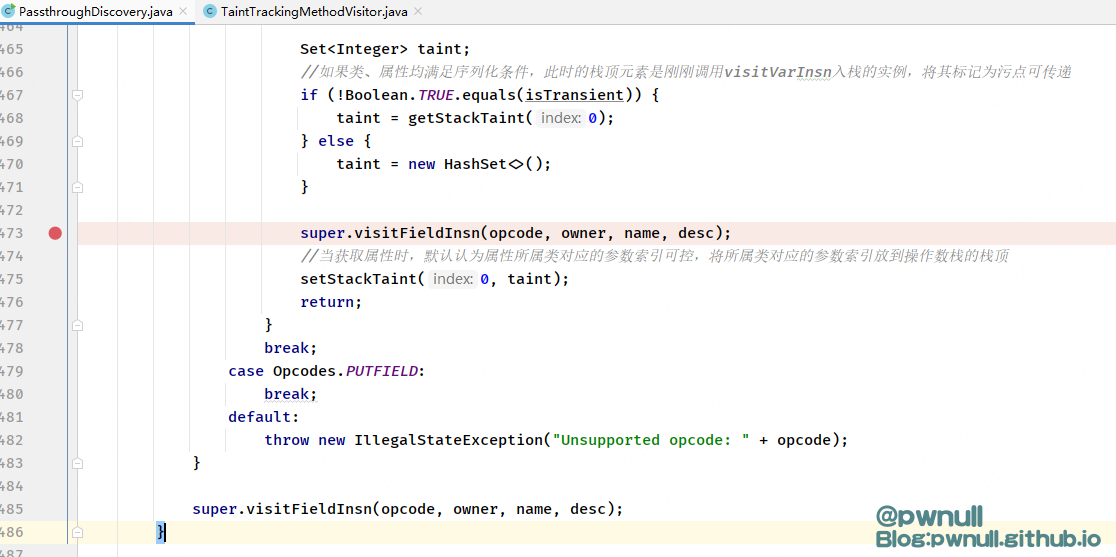 PassthroughDiscovery.java × TaintTrackingMethodVisitor.java ×
464
465 Set<Integer> taint;
466 //如果类、属性均满足序列化条件，此时的栈顶元素是刚刚调用visitVarInsn入栈的实例，将其标记为污点可传递
467 if (!Boolean.TRUE.equals(isTransient)) {
468 taint = getStackTaint( index: 0);
469 } else {
470 taint = new HashSet<>();
471 }
472
473 super.visitFieldInsn(opcode, owner, name, desc);
474 //当获取属性时，默认认为属性所属类对应的参数索引可控，将所属类对应的参数索引放到操作数栈的栈顶
475 setStackTaint( index: 0, taint);
476 return;
477 }
478 break;
479 case Opcodes.PUTFIELD:
480 break;
481 default:
482 throw new IllegalStateException("Unsupported opcode: " + opcode);
483 }
484
485 super.visitFieldInsn(opcode, owner, name, desc);
486 }
487
@pwnull
Blog:pwnull.github.io